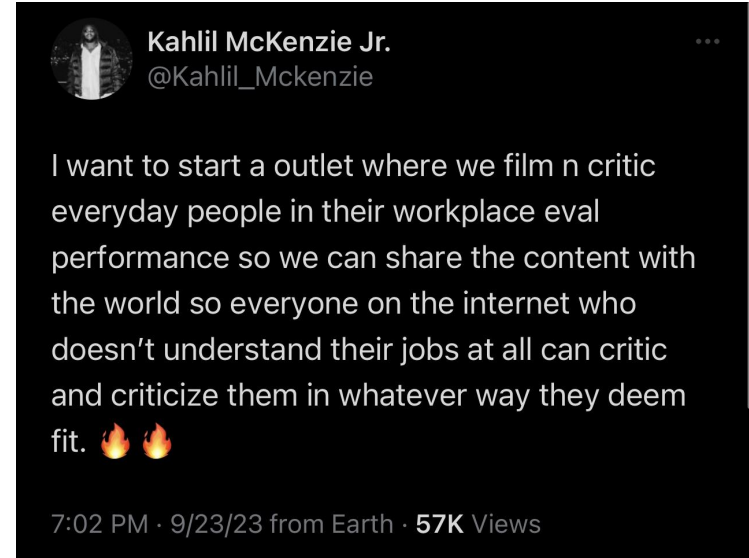 Kahlil McKenzie Jr.
@Kahlil_Mckenzie
I want to start a outlet where we film n critic
everyday people in their workplace eval
performance so we can share the content with
the world so everyone on the internet who
doesn’t understand their jobs at all can critic
and criticize them in whatever way they deem
fit. 🔥🔥
7:02 PM · 9/23/23 from Earth · 57K Views